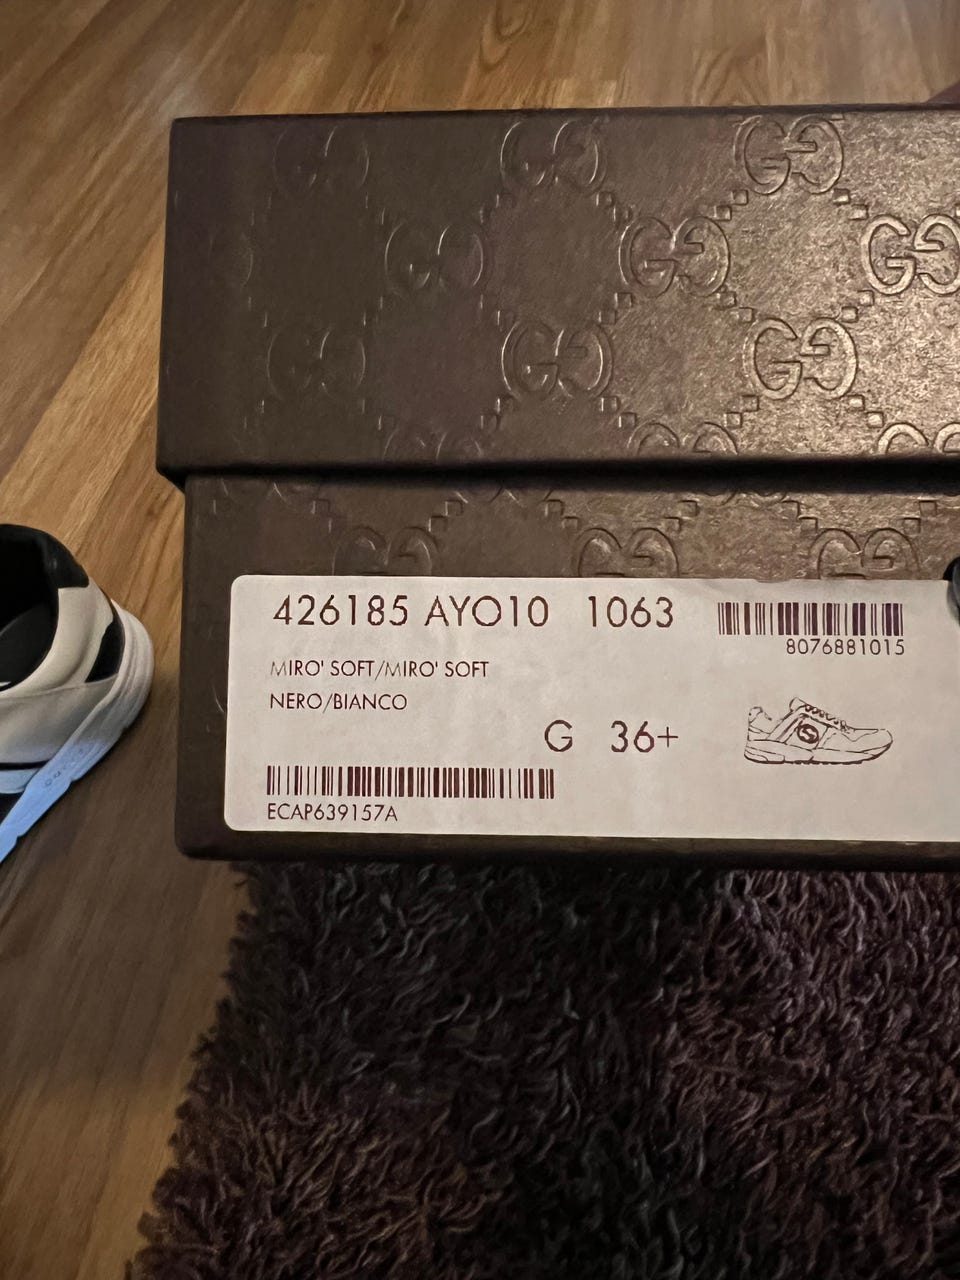 426185 AYO10 1063
8076881015
MIRO' SOFT/MIRO' SOFT
NERO/BIANCO
G 36+
ECAP639157A